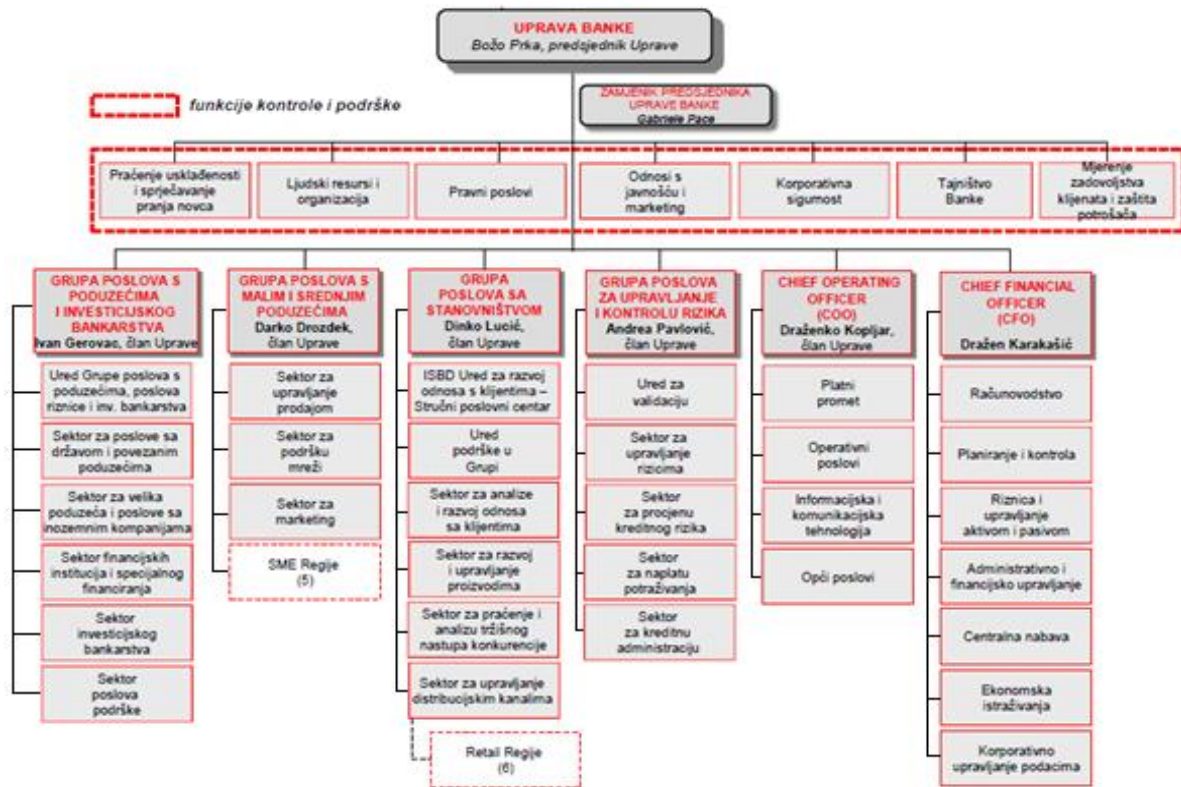 UPRAVA BANKE
Božo Prka, predsjednik Uprave
ZAMJENIK PREDSJEDNIKA
UPRAVE BANKE
Gabriele Pace
funkcije kontrole i podrške
Praćenje usklađenosti
i sprječavanje
pranja novca
Ljudski resursi i
organizacija
Pravni poslovi
Odnosi s
javnošću i
marketing
Korporativna
sigurnost
Tajništvo
Banke
Mjerenje
zadovoljstva
klijenata i zaštita
potrošača
GRUPA POSLOVA S
PODUZEĆIMA
I INVESTICIJSKOG
BANKARSTVA
Ivan Gerovac, član Uprave
Ured Grupe poslova s
poduzećima, poslova
riznice i inv. bankarstva
Sektor za poslove sa
državom i povezanim
poduzećima
Sektor za velika
poduzeća i poslove sa
inozemnim kompanijama
Sektor financijskih
institucija i specijalnog
financiranja
Sektor
investicijskog
bankarstva
Sektor
poslova
podrške
GRUPA POSLOVA S
MALIM I SREDNJIM
PODUZEĆIMA
Darko Drozdek,
član Uprave
Sektor za
upravljanje
prodajom
Sektor za
podršku
mreži
Sektor za
marketing
SME Regije
(5)
GRUPA
POSLOVA SA
STANOVNIŠTVOM
Dinko Lucić,
član Uprave
ISBD Ured za razvoj
odnosa s klijentima –
Stručni poslovni centar
Ured
podrške u
Grupi
Sektor za analize
i razvoj odnosa
sa klijentima
Sektor za razvoj
i upravljanje
proizvodima
Sektor za praćenje i
analizu tržišnog
nastupa konkurencije
Sektor za upravljanje
distribucijskim kanalima
Retail Regije
(6)
GRUPA POSLOVA
ZA UPRAVLJANJE
I KONTROLU RIZIKA
Andrea Pavlović,
član Uprave
Ured za
validaciju
Sektor za
upravljanje
rizicima
Sektor
za procjenu
kreditnog rizika
Sektor
za naplatu
potraživanja
Sektor
za kreditnu
administraciju
CHIEF OPERATING
OFFICER
(COO)
Draženko Kopljar,
član Uprave
Platni
promet
Operativni
poslovi
Informacijska i
komunikacijska
tehnologija
Opći poslovi
CHIEF FINANCIAL
OFFICER
(CFO)
Dražen Karakašić
Računovodstvo
Planiranje i kontrola
Riznica i
upravljanje
aktivom i pasivom
Administrativno i
financijsko upravljanje
Centralna nabava
Ekonomska
istraživanja
Korporativno
upravljanje podacima